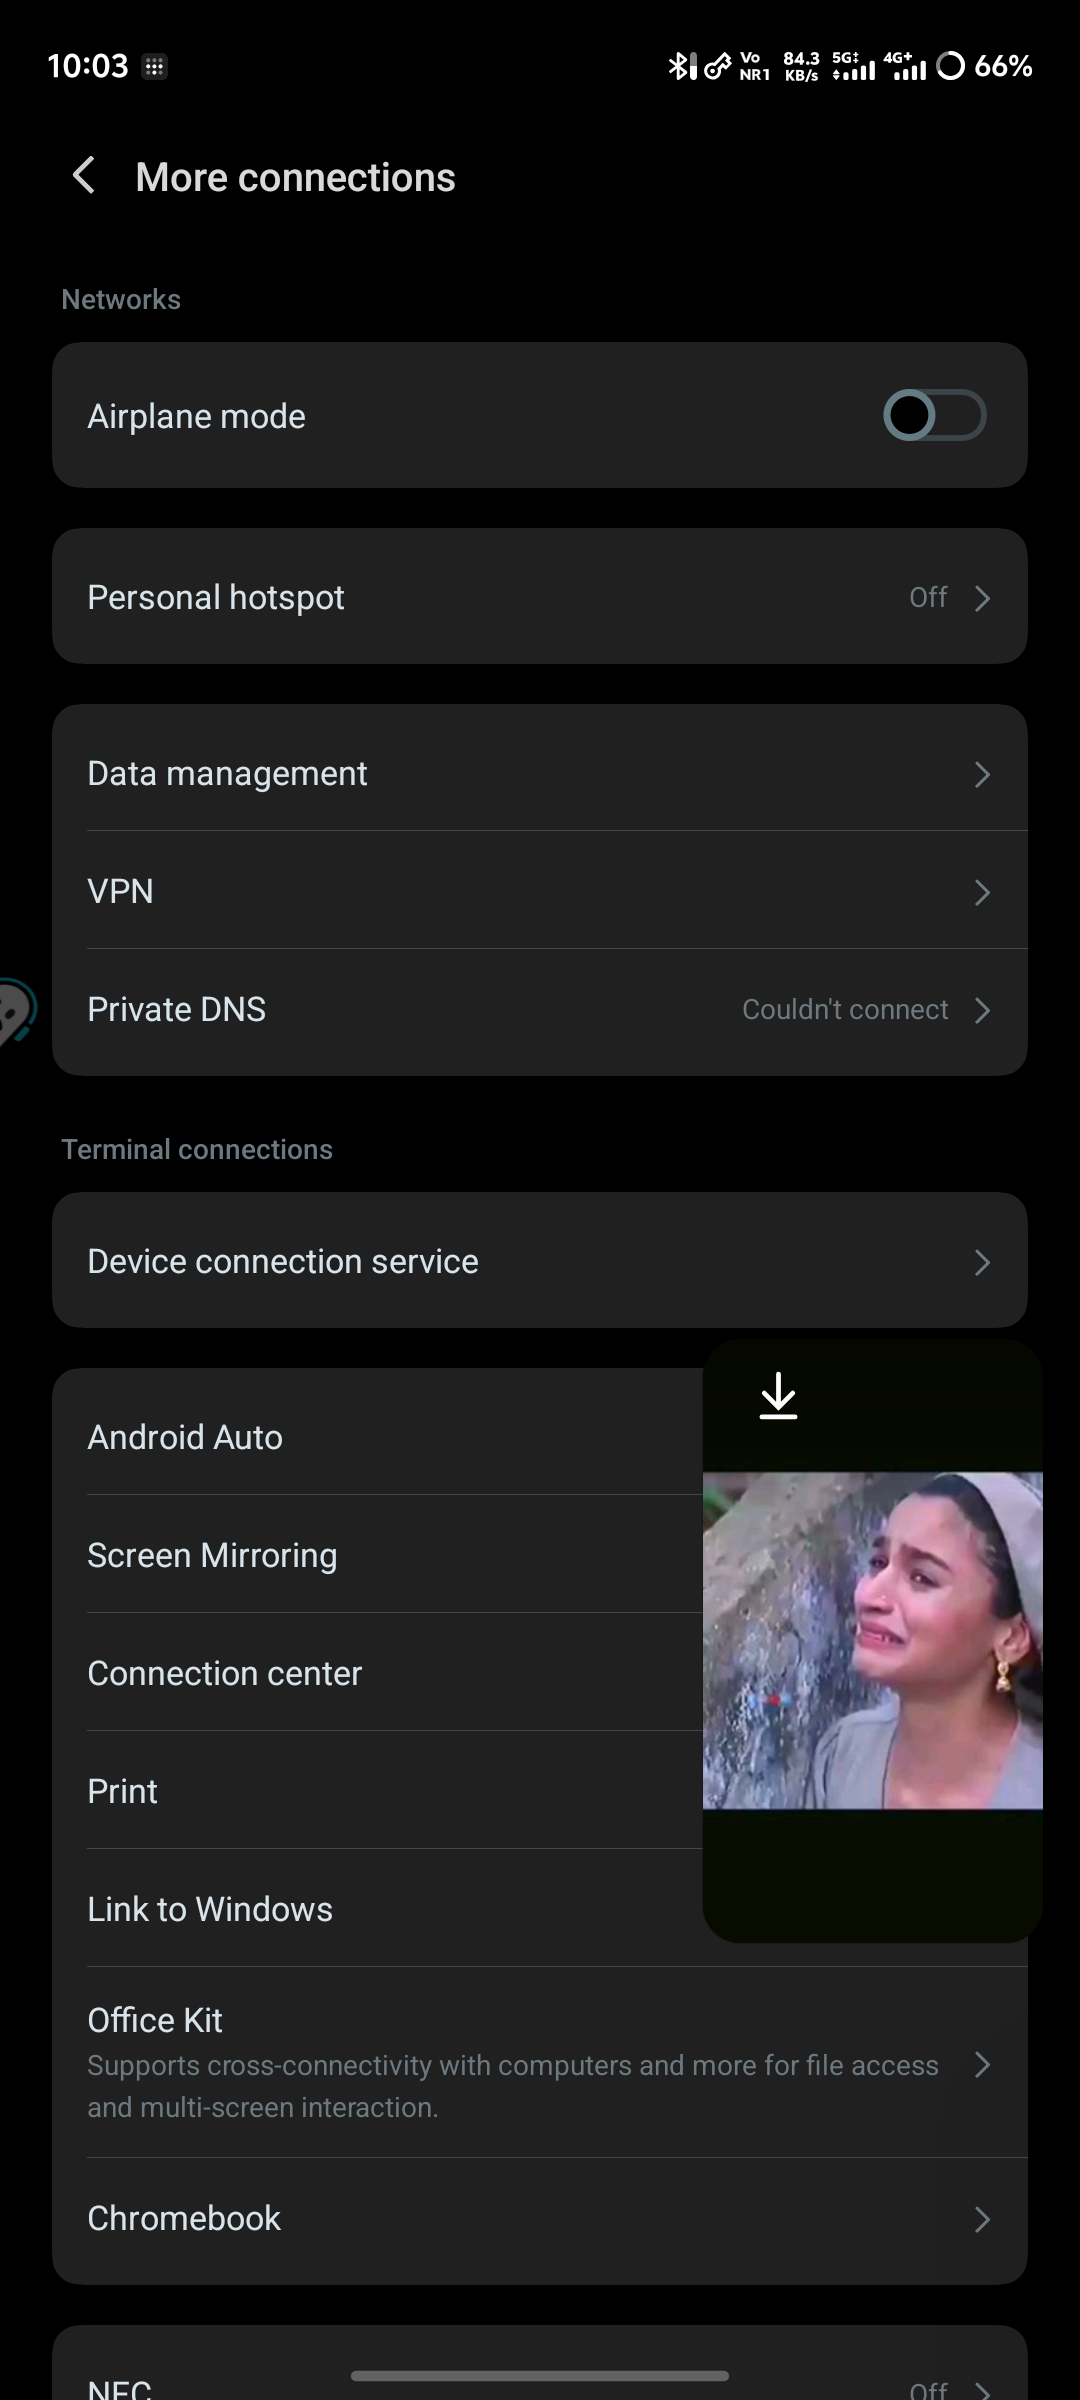 10:03
Vo NR1 84.3 KB/s 5G 4G+ 66%
More connections
Networks
Airplane mode
Personal hotspot Off
Data management
VPN
Private DNS Couldn't connect
Terminal connections
Device connection service
Android Auto
Screen Mirroring
Connection center
Print
Link to Windows
Office Kit
Supports cross-connectivity with computers and more for file access
and multi-screen interaction.
Chromebook
NFC Off